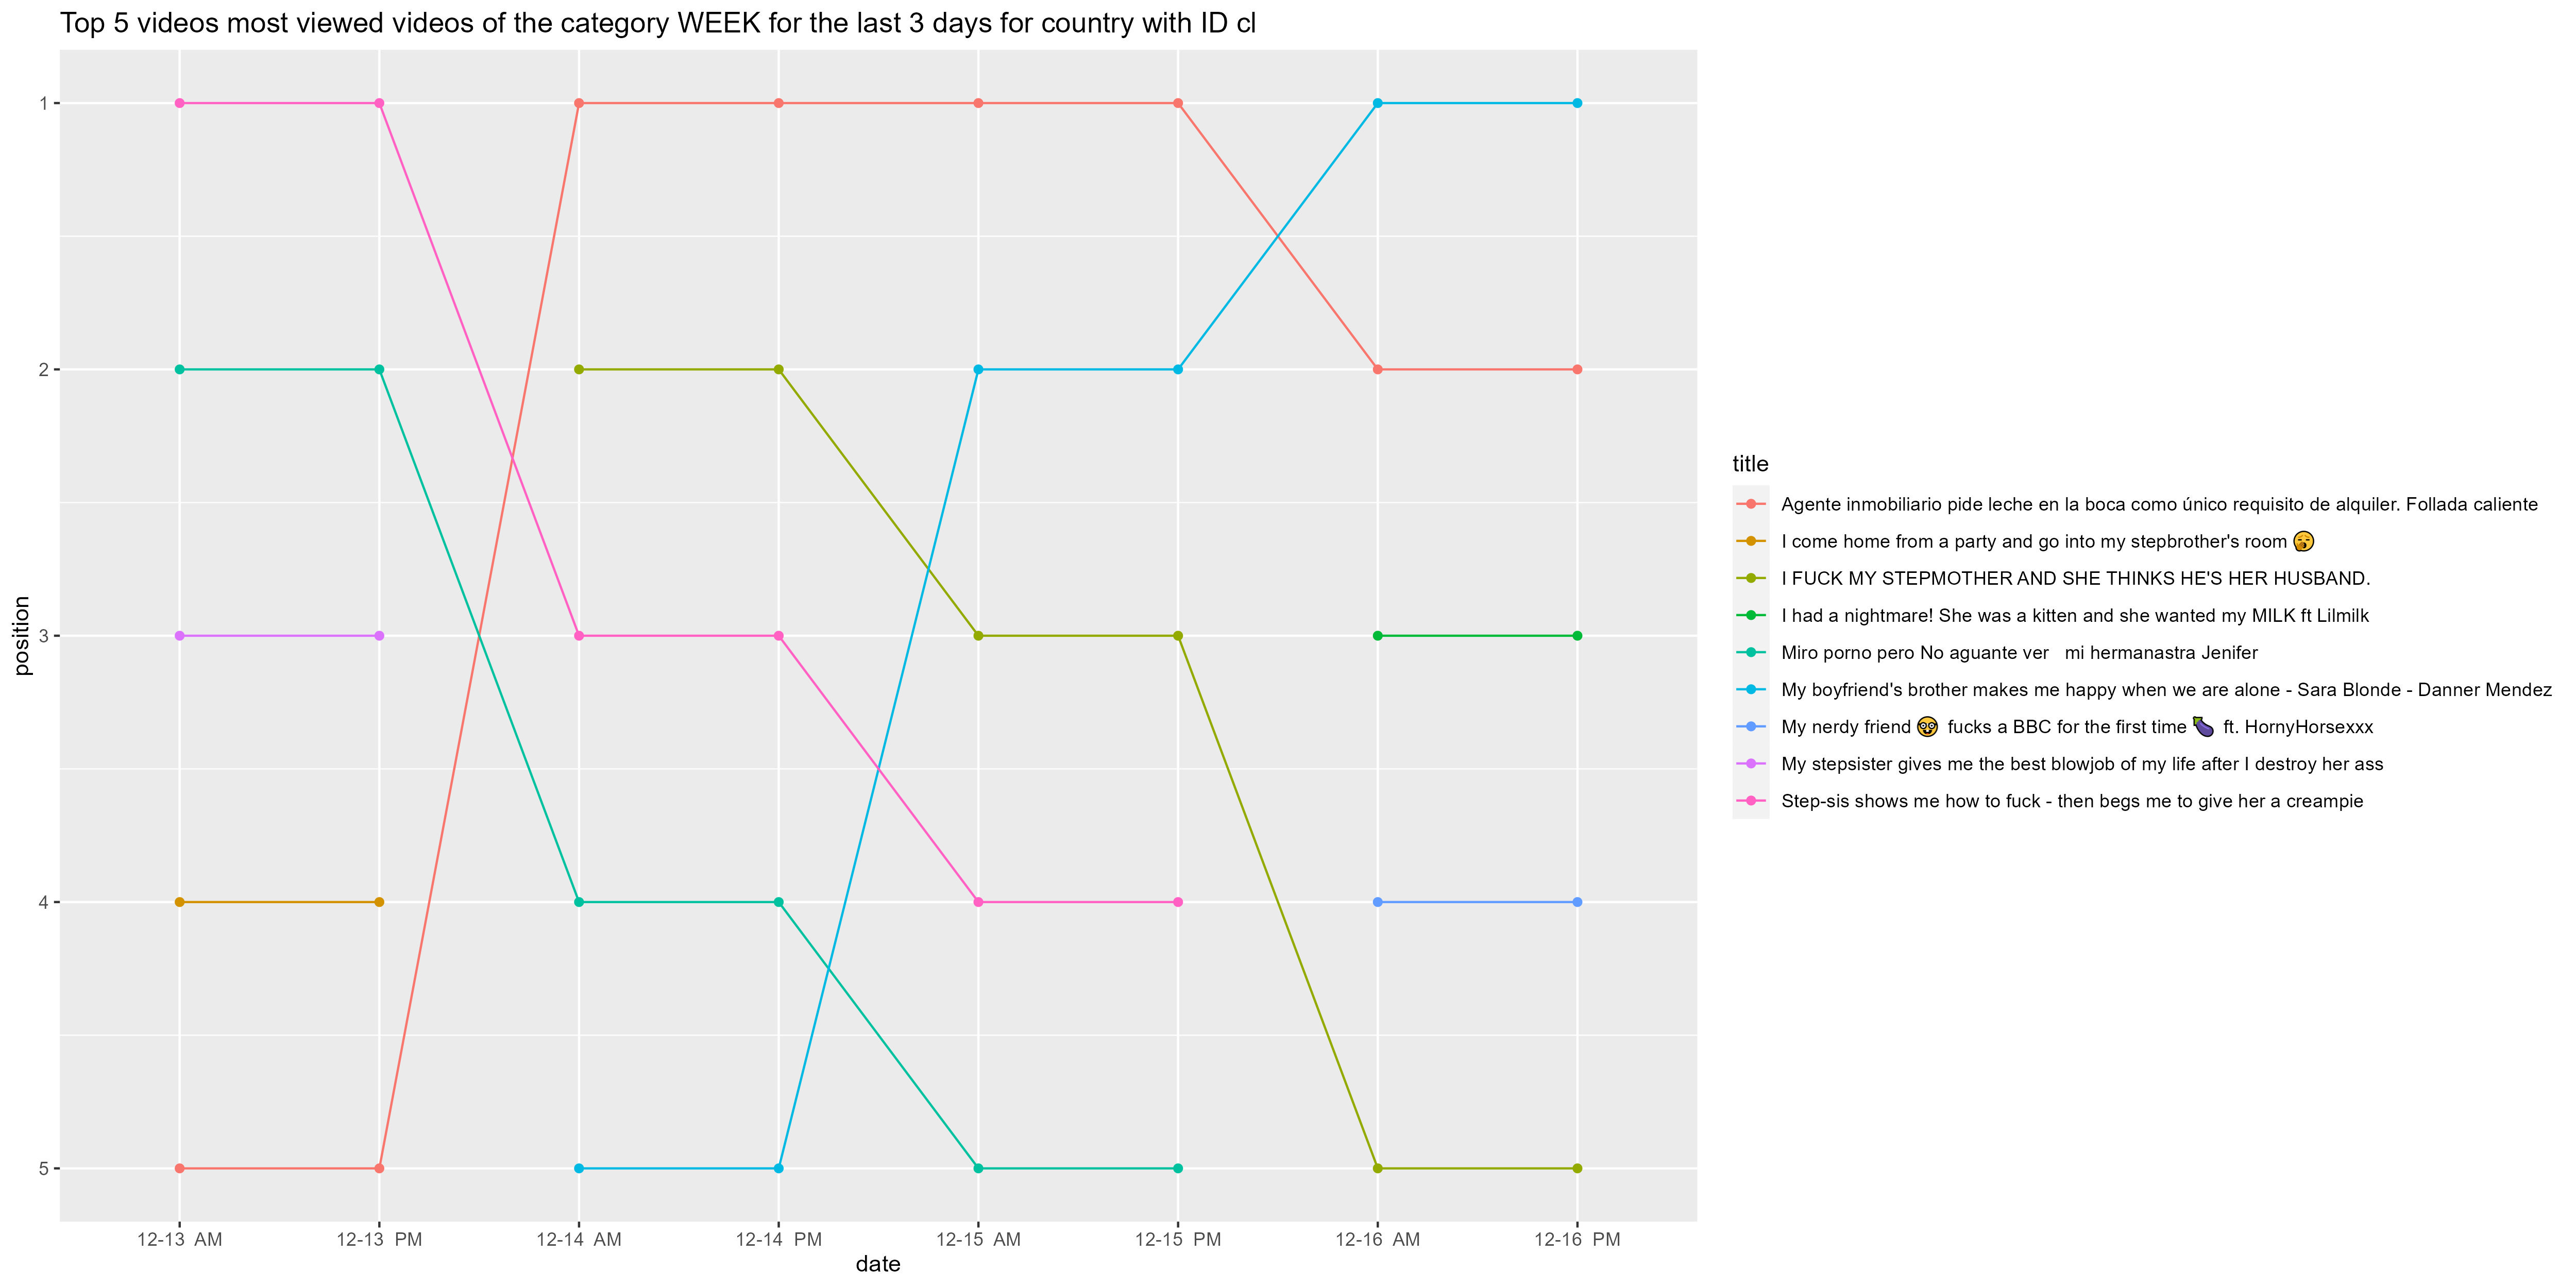 Top 5 videos most viewed videos of the category WEEK for the last 3 days for country with ID cl
position
1
2
3
4
5
12-13 AM
12-13 PM
12-14 AM
12-14 PM
12-15 AM
12-15 PM
12-16 AM
12-16 PM
date
title
Agente inmobiliario pide leche en la boca como único requisito de alquiler. Follada caliente
I come home from a party and go into my stepbrother's room 🥱
I FUCK MY STEPMOTHER AND SHE THINKS HE'S HER HUSBAND.
I had a nightmare! She was a kitten and she wanted my MILK ft Lilmilk
Miro porno pero No aguante ver   mi hermanastra Jenifer
My boyfriend's brother makes me happy when we are alone - Sara Blonde - Danner Mendez
My nerdy friend 🤓 fucks a BBC for the first time 🍆 ft. HornyHorsexxx
My stepsister gives me the best blowjob of my life after I destroy her ass
Step-sis shows me how to fuck - then begs me to give her a creampie